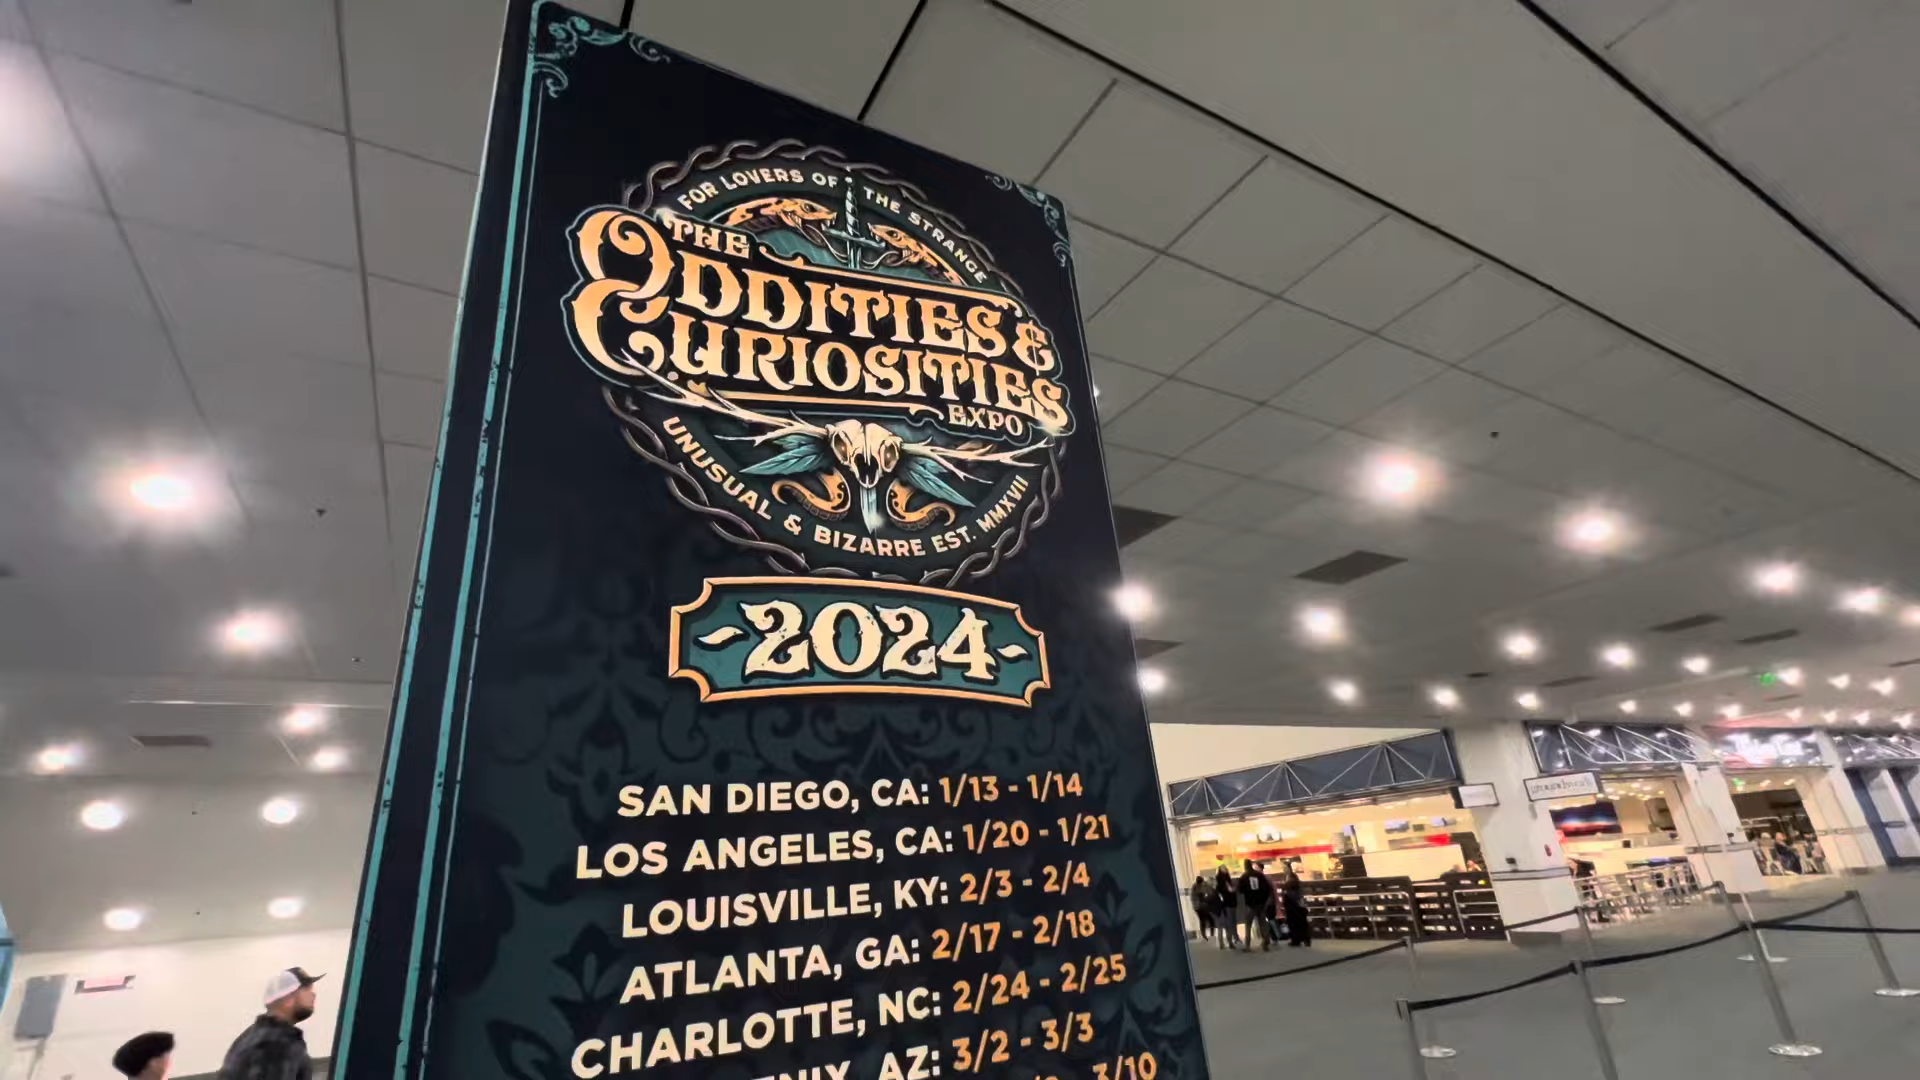 FOR LOVERS OF THE STRANGE
THE
ODDITIES &
CURIOSITIES
EXPO
UNUSUAL & BIZARRE EST. MMXVII
-2024-
SAN DIEGO, CA: 1/13 - 1/14
LOS ANGELES, CA: 1/20 - 1/21
LOUISVILLE, KY: 2/3 - 2/4
ATLANTA, GA: 2/17 - 2/18
CHARLOTTE, NC: 2/24 - 2/25
AZ: 3/2 - 3/3
3/10